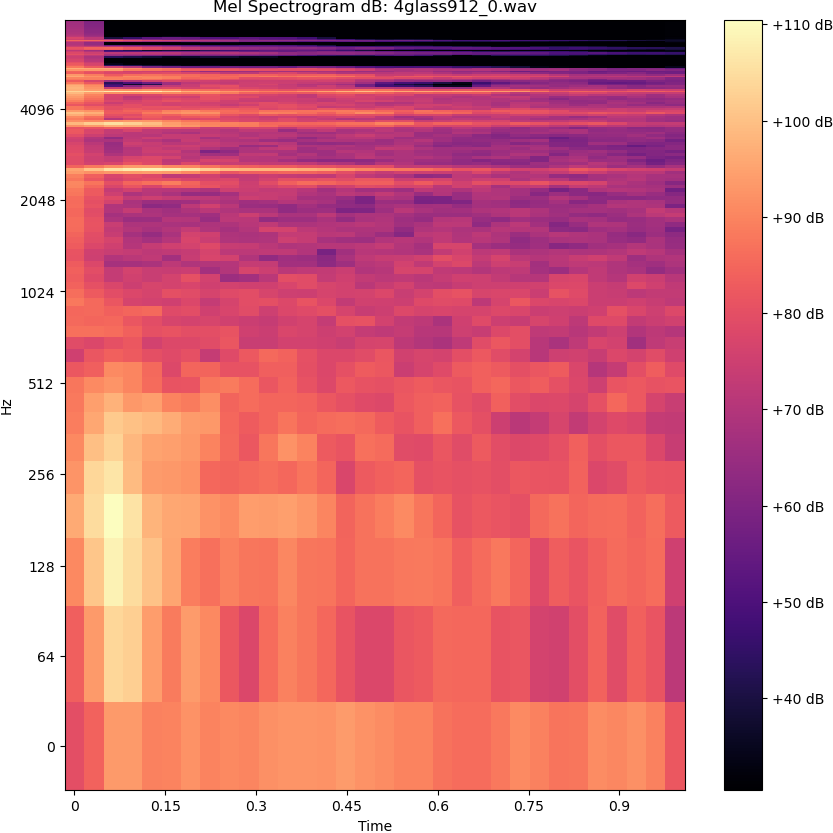 Mel Spectrogram dB: 4glass912_0.wav
+110 dB
+100 dB
+90 dB
+80 dB
+70 dB
+60 dB
+50 dB
+40 dB
4096
2048
1024
512
256
128
64
0
Hz
0 0.15 0.3 0.45 0.6 0.75 0.9
Time